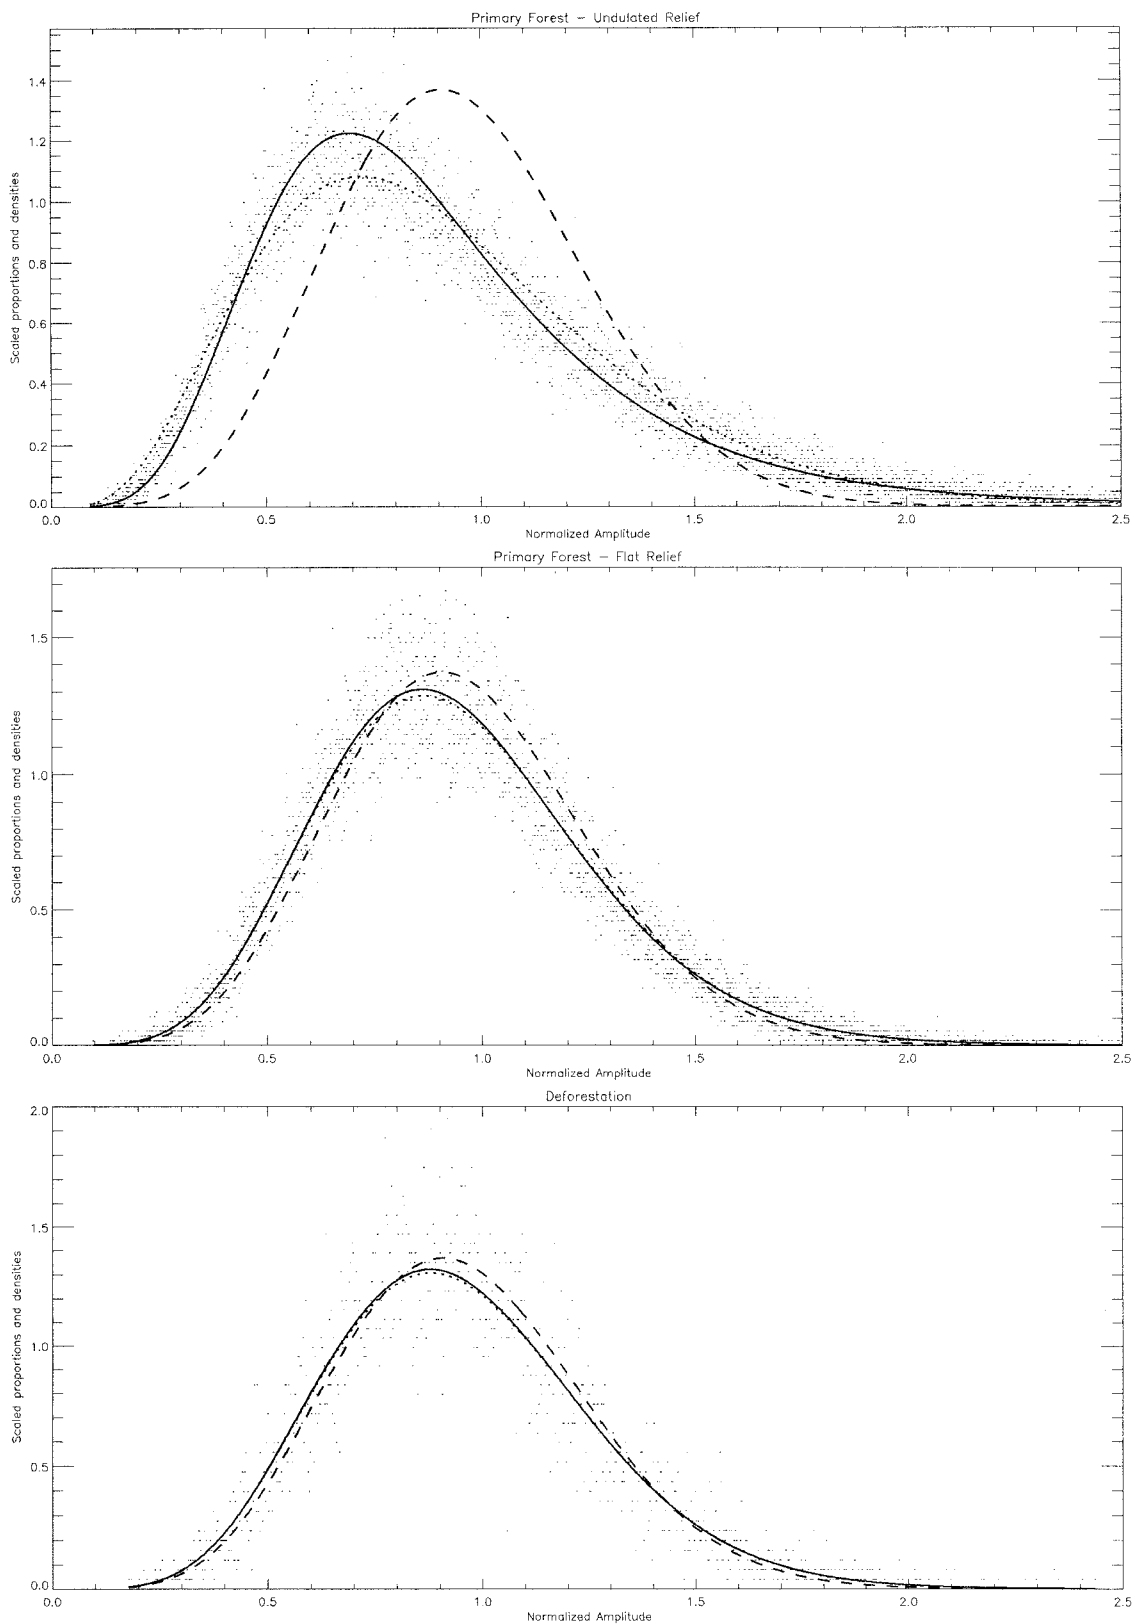 Primary Forest – Undulated Relief
1.4
1.2
1.0
0.8
0.6
0.4
0.2
0.0
Scaled proportions and densities
0.0 0.5 1.0 1.5 2.0 2.5
Normalized Amplitude
Primary Forest – Flat Relief
1.5
1.0
0.5
0.0
Scaled proportions and densities
0.0 0.5 1.0 1.5 2.0 2.5
Normalized Amplitude
Deforestation
2.0
1.5
1.0
0.5
0.0
Scaled proportions and densities
0.0 0.5 1.0 1.5 2.0 2.5
Normalized Amplitude